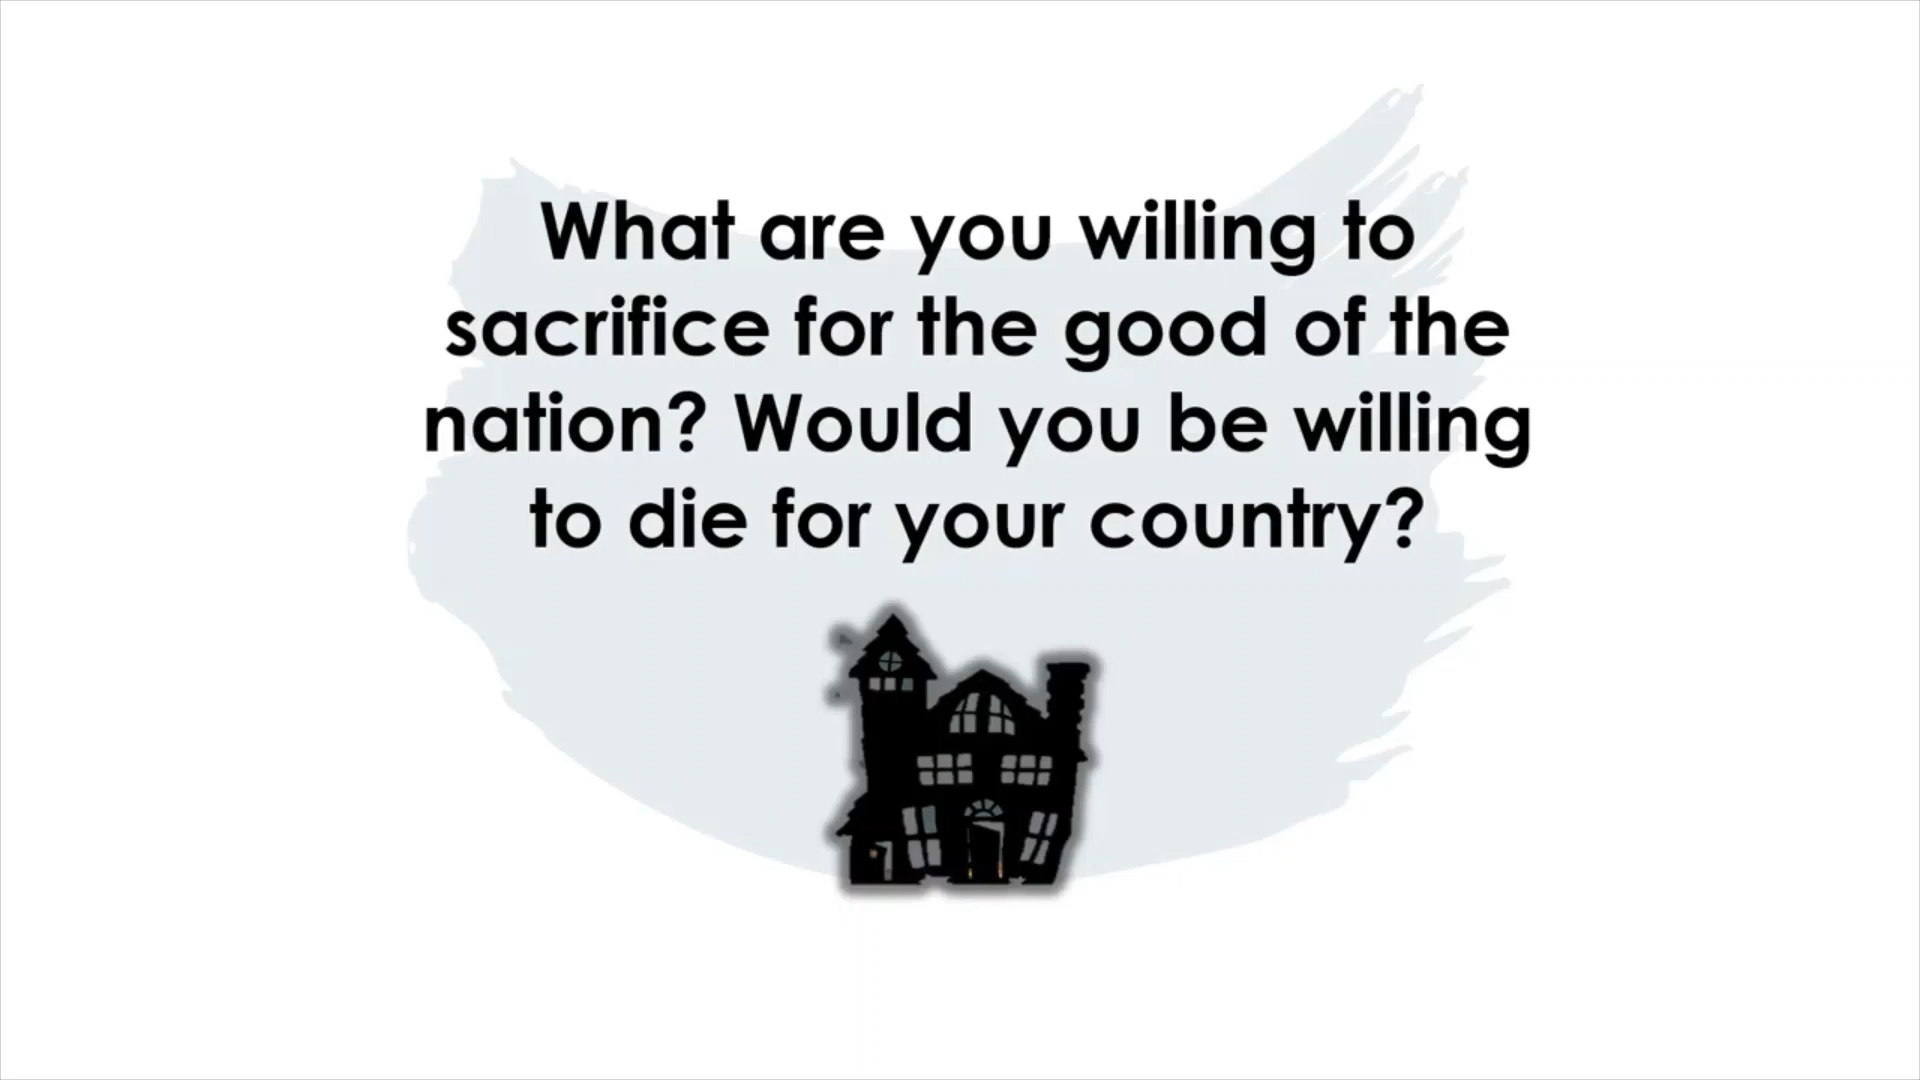 What are you willing to
sacrifice for the good of the
nation? Would you be willing
to die for your country?